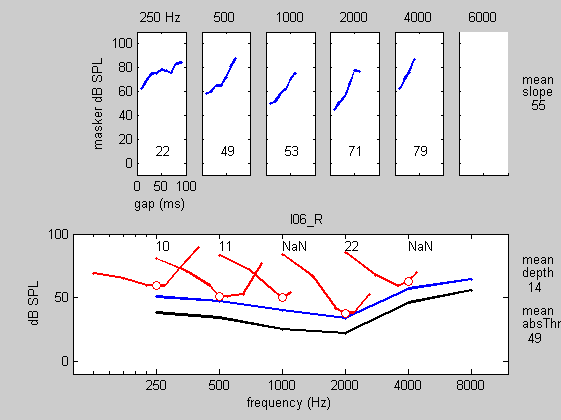 250 Hz 500 1000 2000 4000 6000
100
80
60
40
20
0
masker dB SPL
22 49 53 71 79
mean
slope
55
0 50 100
gap (ms)
I06_R
100
50
0
dB SPL
10 11 NaN 22 NaN
mean
depth
14
mean
absThr
49
250 500 1000 2000 4000 8000
frequency (Hz)